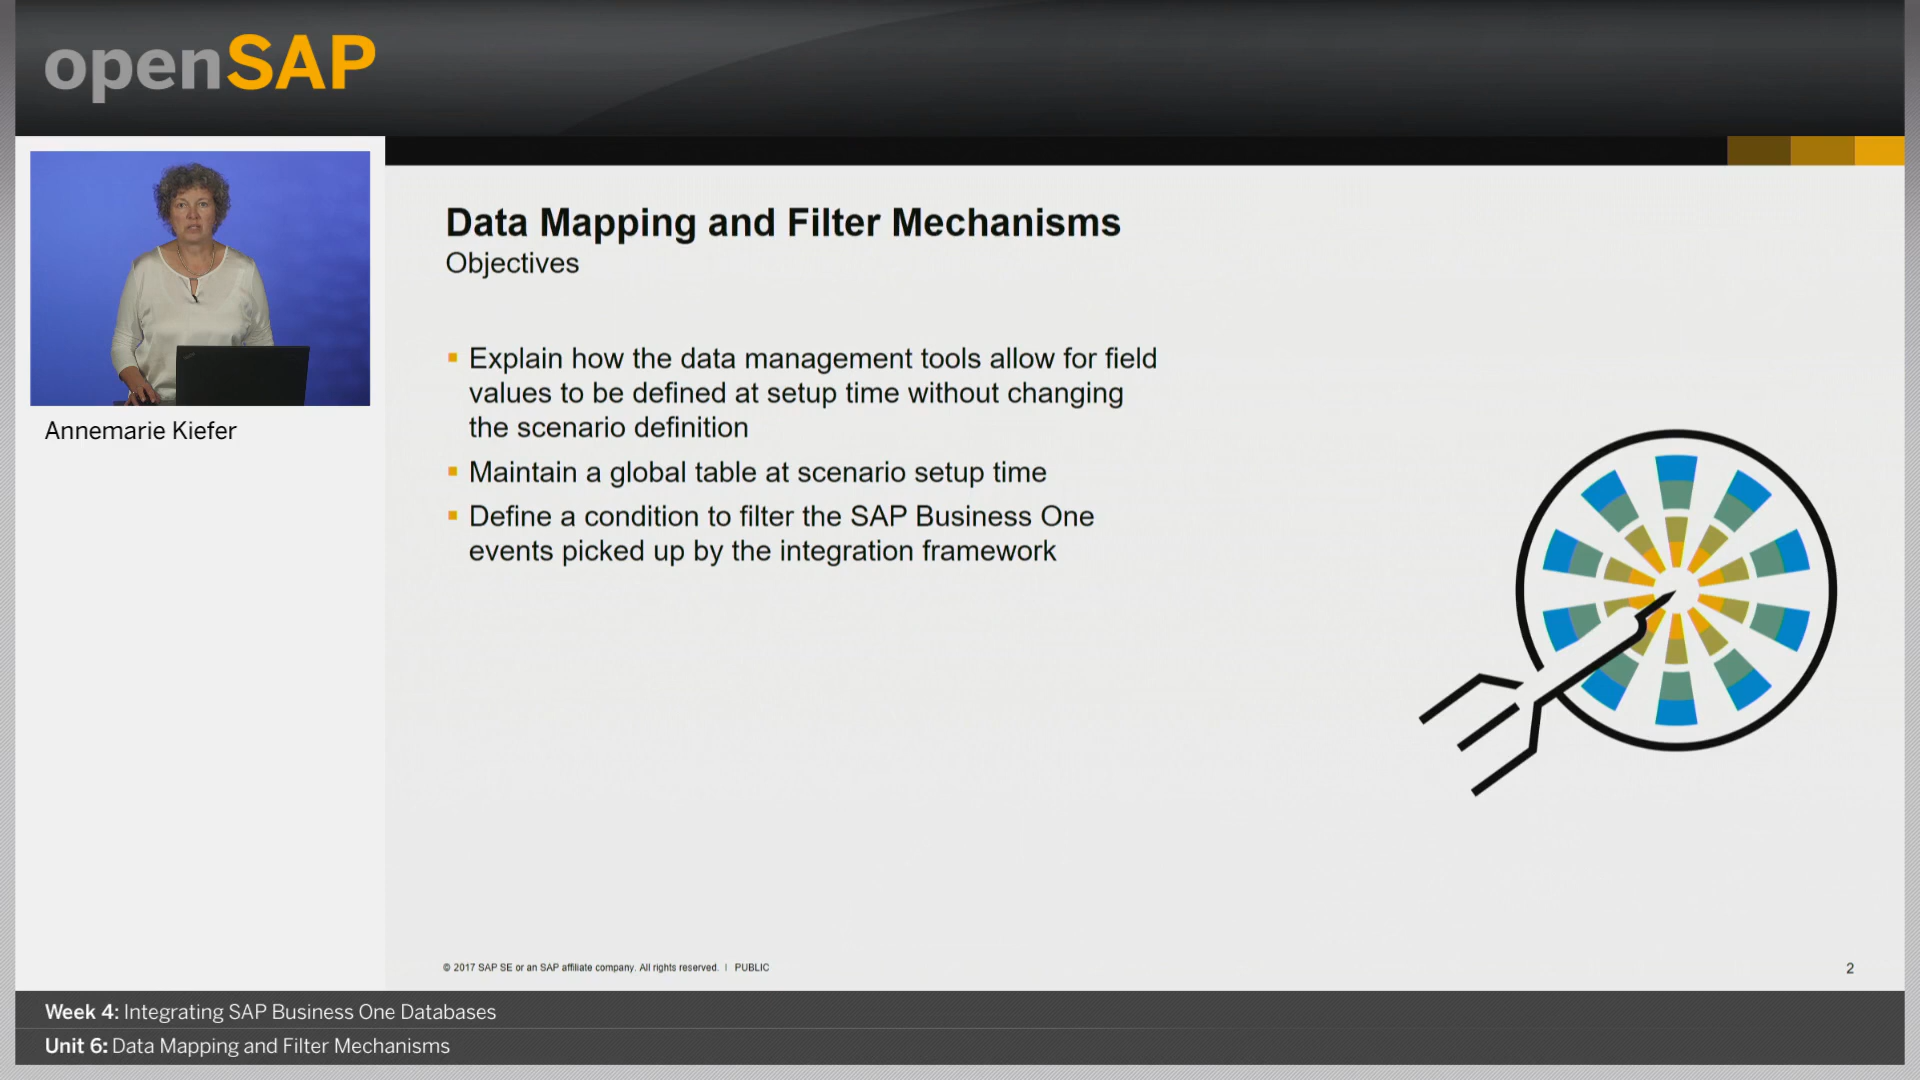 openSAP
Annemarie Kiefer
Data Mapping and Filter Mechanisms
Objectives
▪ Explain how the data management tools allow for field
values to be defined at setup time without changing
the scenario definition
▪ Maintain a global table at scenario setup time
▪ Define a condition to filter the SAP Business One
events picked up by the integration framework
© 2017 SAP SE or an SAP affiliate company. All rights reserved. | PUBLIC
2
Week 4: Integrating SAP Business One Databases
Unit 6: Data Mapping and Filter Mechanisms